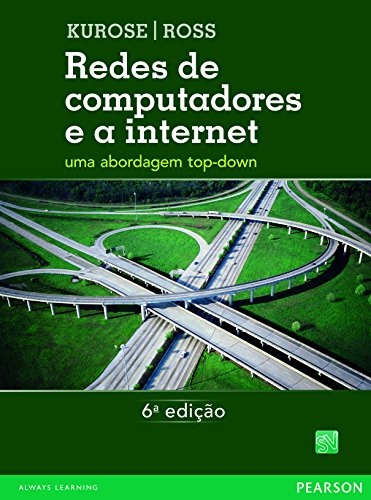 KUROSE | ROSS
Redes de
computadores
e a internet
uma abordagem top-down
6ª edição
SV
ALWAYS LEARNING
PEARSON